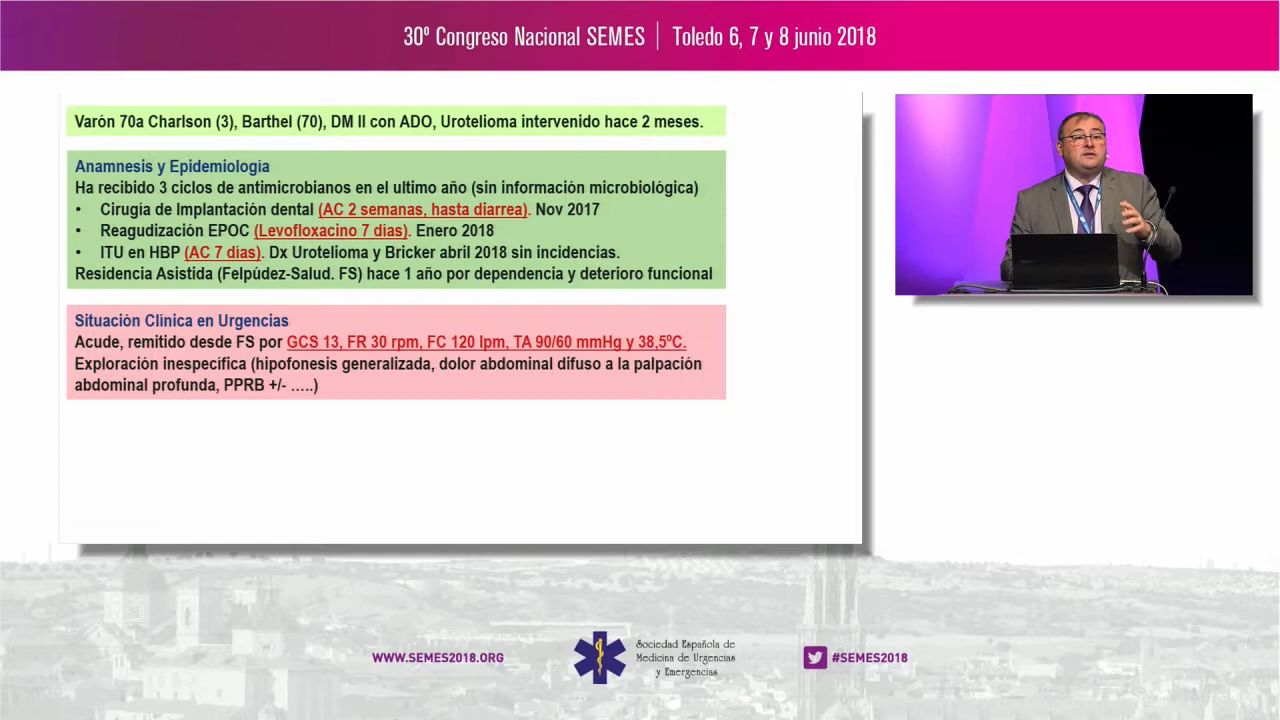 30º Congreso Nacional SEMES | Toledo 6, 7 y 8 junio 2018
Varón 70a Charlson (3), Barthel (70), DM II con ADO, Urotelioma intervenido hace 2 meses.
Anamnesis y Epidemiología
Ha recibido 3 ciclos de antimicrobianos en el ultimo año (sin información microbiológica)
• Cirugía de Implantación dental (AC 2 semanas, hasta diarrea). Nov 2017
• Reagudización EPOC (Levofloxacino 7 días). Enero 2018
• ITU en HBP (AC 7 días). Dx Urotelioma y Bricker abril 2018 sin incidencias.
Residencia Asistida (Felpúdez-Salud. FS) hace 1 año por dependencia y deterioro funcional
Situación Clínica en Urgencias
Acude, remitido desde FS por GCS 13, FR 30 rpm, FC 120 lpm, TA 90/60 mmHg y 38,5ºC.
Exploración inespecífica (hipofonesis generalizada, dolor abdominal difuso a la palpación
abdominal profunda, PPRB +/- …..)
WWW.SEMES2018.ORG
Sociedad Española de
Medicina de Urgencias
y Emergencias
#SEMES2018